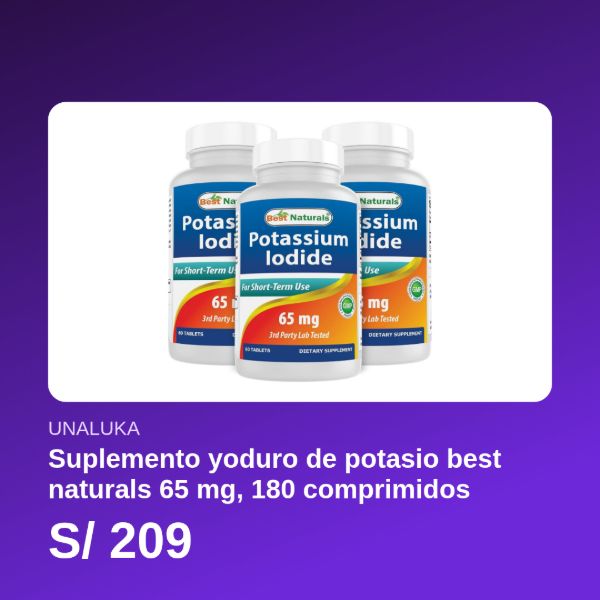 Best Naturals
Potassium
Iodide
For Short-Term Use
65 mg
3rd Party Lab Tested
60 TABLETS DIETARY SUPPLEMENT
UNALUKA
Suplemento yoduro de potasio best
naturals 65 mg, 180 comprimidos
S/ 209